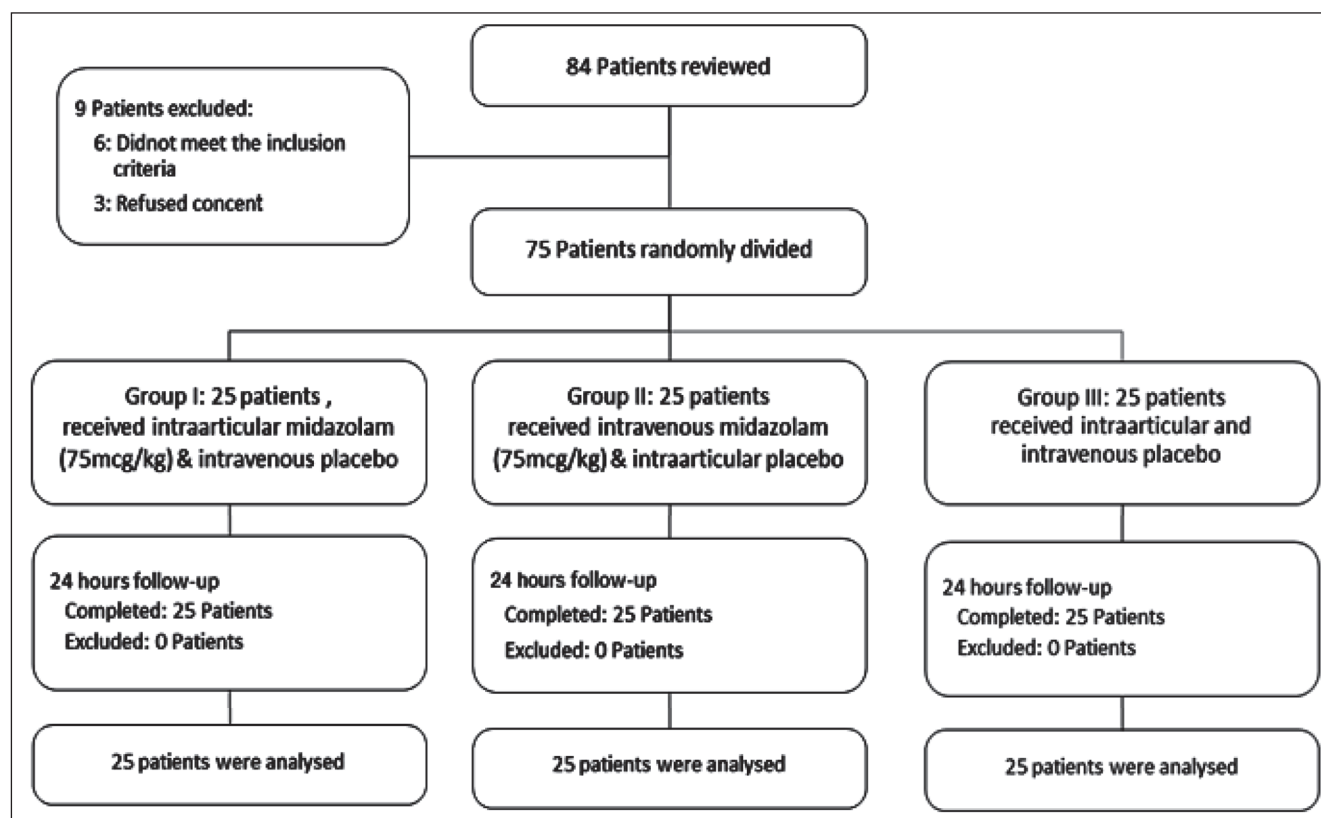 84 Patients reviewed
9 Patients excluded:
6: Didnot meet the inclusion
criteria
3: Refused concent
75 Patients randomly divided
Group I: 25 patients ,
received intraarticular midazolam
(75mcg/kg) & intravenous placebo
Group II: 25 patients
received intravenous midazolam
(75mcg/kg) & intraarticular placebo
Group III: 25 patients
received intraarticular and
intravenous placebo
24 hours follow-up
Completed: 25 Patients
Excluded: 0 Patients
24 hours follow-up
Completed: 25 Patients
Excluded: 0 Patients
24 hours follow-up
Completed: 25 Patients
Excluded: 0 Patients
25 patients were analysed
25 patients were analysed
25 patients were analysed